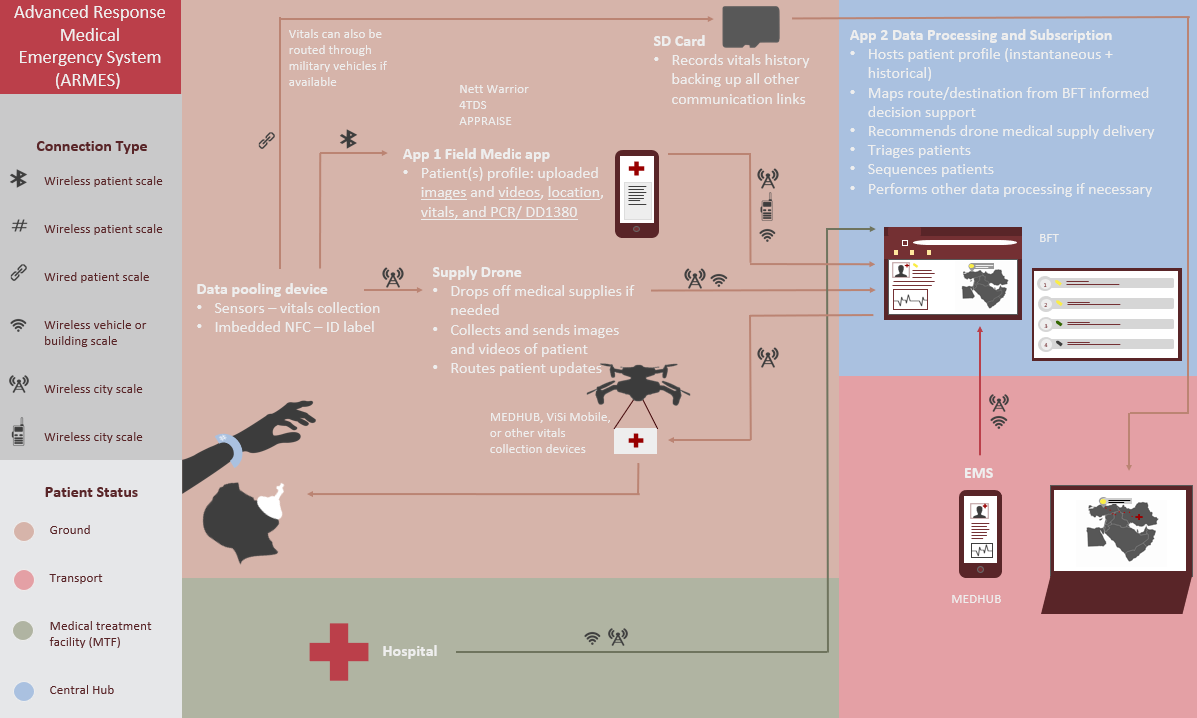 Advanced Response
Medical
Emergency System
(ARMES)
Connection Type
Wireless patient scale
Wireless patient scale
Wired patient scale
Wireless vehicle or
building scale
Wireless city scale
Wireless city scale
Patient Status
Ground
Transport
Medical treatment
facility (MTF)
Central Hub
Vitals can also be
routed through
military vehicles if
available
SD Card
• Records vitals history
backing up all other
communication links
Nett Warrior
4TDS
APPRAISE
App 1 Field Medic app
• Patient(s) profile: uploaded
images and videos, location,
vitals, and PCR/ DD1380
Data pooling device
• Sensors – vitals collection
• Imbedded NFC – ID label
Supply Drone
• Drops off medical supplies if
needed
• Collects and sends images
and videos of patient
• Routes patient updates
MEDHUB, ViSi Mobile,
or other vitals
collection devices
App 2 Data Processing and Subscription
• Hosts patient profile (instantaneous +
historical)
• Maps route/destination from BFT informed
decision support
• Recommends drone medical supply delivery
• Triages patients
• Sequences patients
• Performs other data processing if necessary
BFT
1
2
3
4
EMS
MEDHUB
Hospital